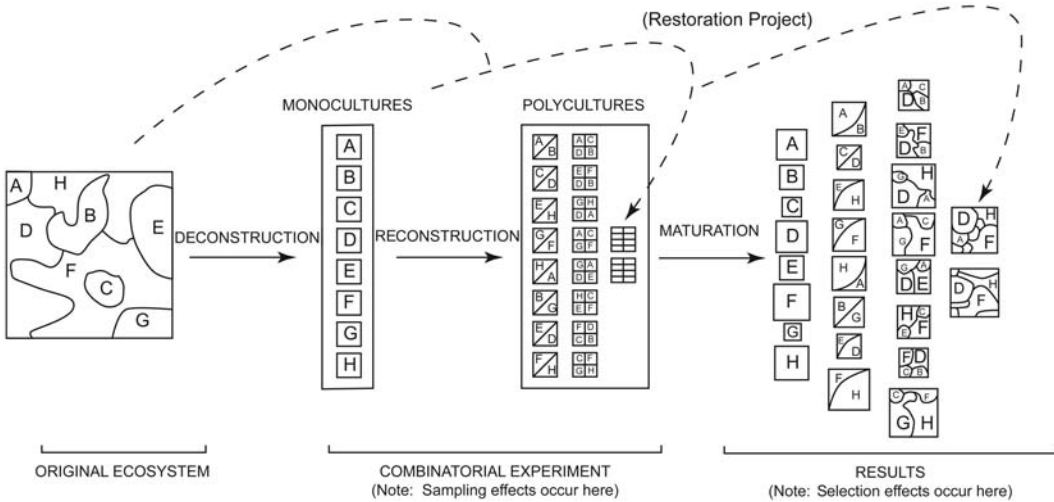 (Restoration Project)
MONOCULTURES
POLYCULTURES
A H B D E F C G
DECONSTRUCTION
A
B
C
D
E
F
G
H
RECONSTRUCTION
A B
C D
E H
G F
H A
B G
E D
F H
A C
D B
E F
D B
G H
D A
A C
G F
G A
D E
H C
E F
F D
C B
C F
G H
MATURATION
A
B
C
D
E
F
G
H
A B
C D
E H
G F
H A
B G
E D
F H
A C
D B
E F
D B
G H
D A
A C
G F
G A
D E
H C
E F
F D
C B
C F
G H
D H
A F
D H
F
ORIGINAL ECOSYSTEM
COMBINATORIAL EXPERIMENT
(Note: Sampling effects occur here)
RESULTS
(Note: Selection effects occur here)